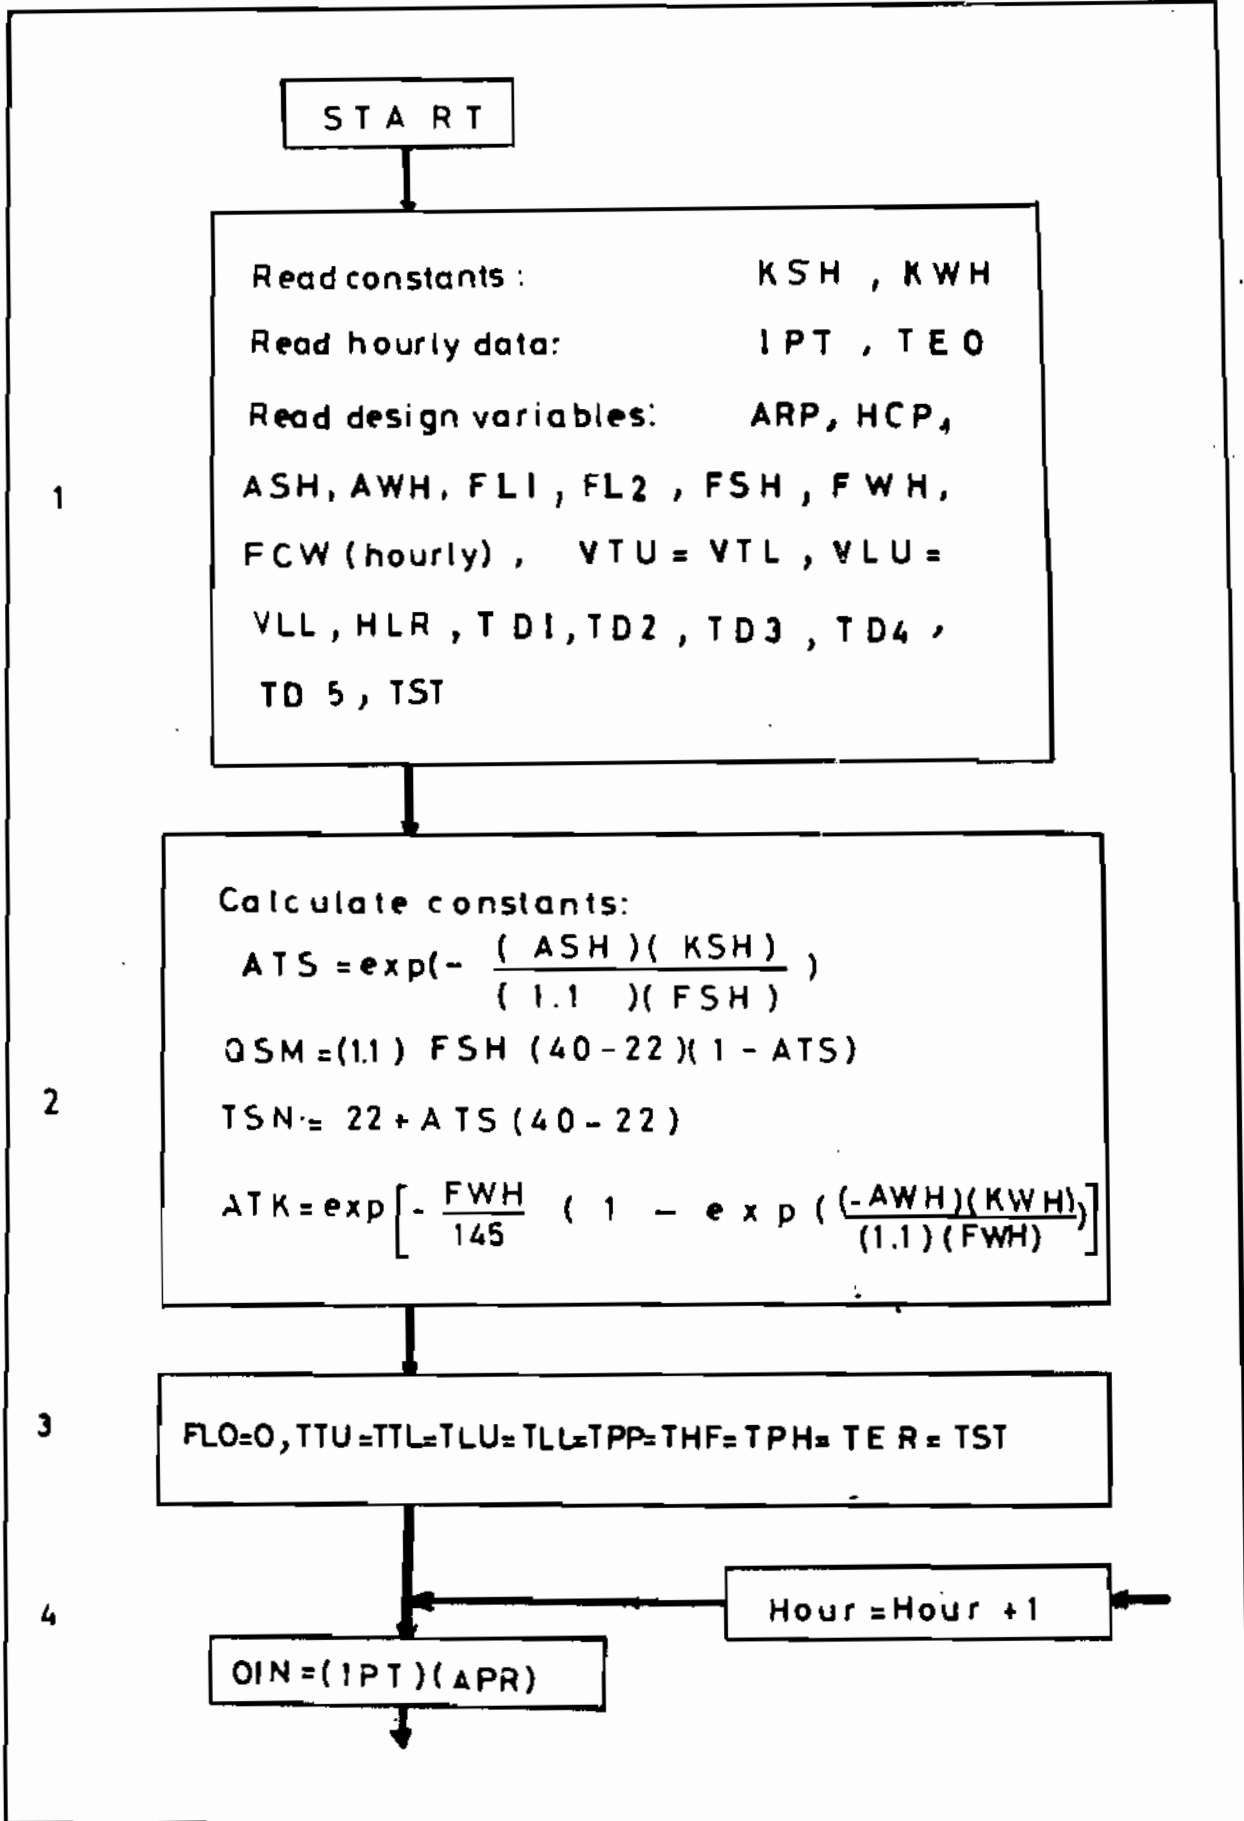 START
Read constants: KSH, KWH
Read hourly data: IPT, TEO
Read design variables: ARP, HCP,
1
ASH, AWH, FL1, FL2, FSH, FWH,
FCW (hourly), VTU = VTL, VLU =
VLL, HLR, TD1, TD2, TD3, TD4,
TD 5, TST
Calculate constants:
ATS = exp(- (ASH)(KSH) / (1.1)(FSH))
QSM = (1.1) FSH (40-22)(1 - ATS)
2
TSN = 22 + ATS (40-22)
ATK = exp[- FWH / 145 (1 - exp((-AWH)(KWH) / (1.1)(FWH))]
3
FLO=0, TTU=TTL=TLU=TLL=TPP=THF=TPH=TER=TST
4
Hour = Hour +1
QIN = (IPT)(APR)